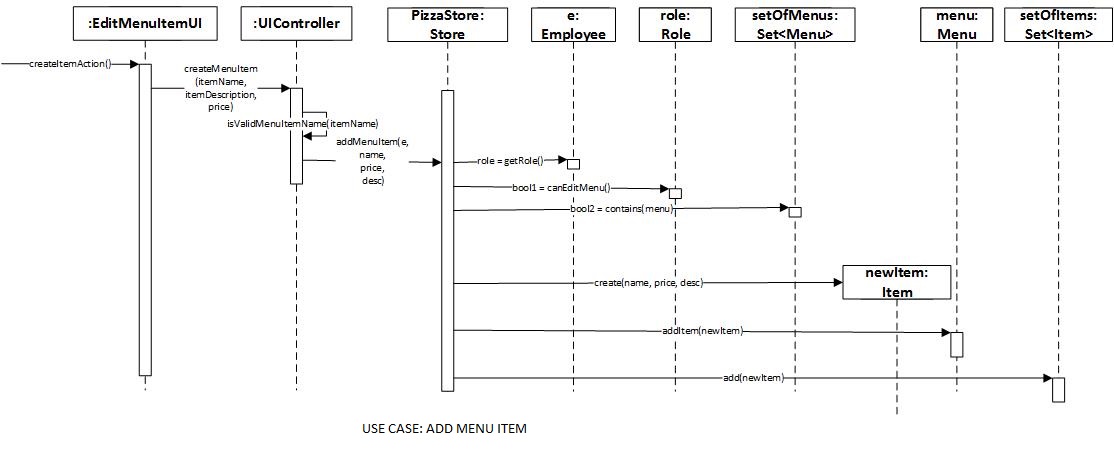 :EditMenuItemUI
:UIController
PizzaStore:
Store
e:
Employee
role:
Role
setOfMenus:
Set<Menu>
menu:
Menu
setOfItems:
Set<Item>
createItemAction()
createMenuItem
(itemName,
itemDescription,
price)
isValidMenuItemName(itemName)
addMenuItem(e,
name,
price,
desc)
role = getRole()
bool1 = canEditMenu()
bool2 = contains(menu)
newItem:
Item
create(name, price, desc)
addItem(newItem)
add(newItem)
USE CASE: ADD MENU ITEM